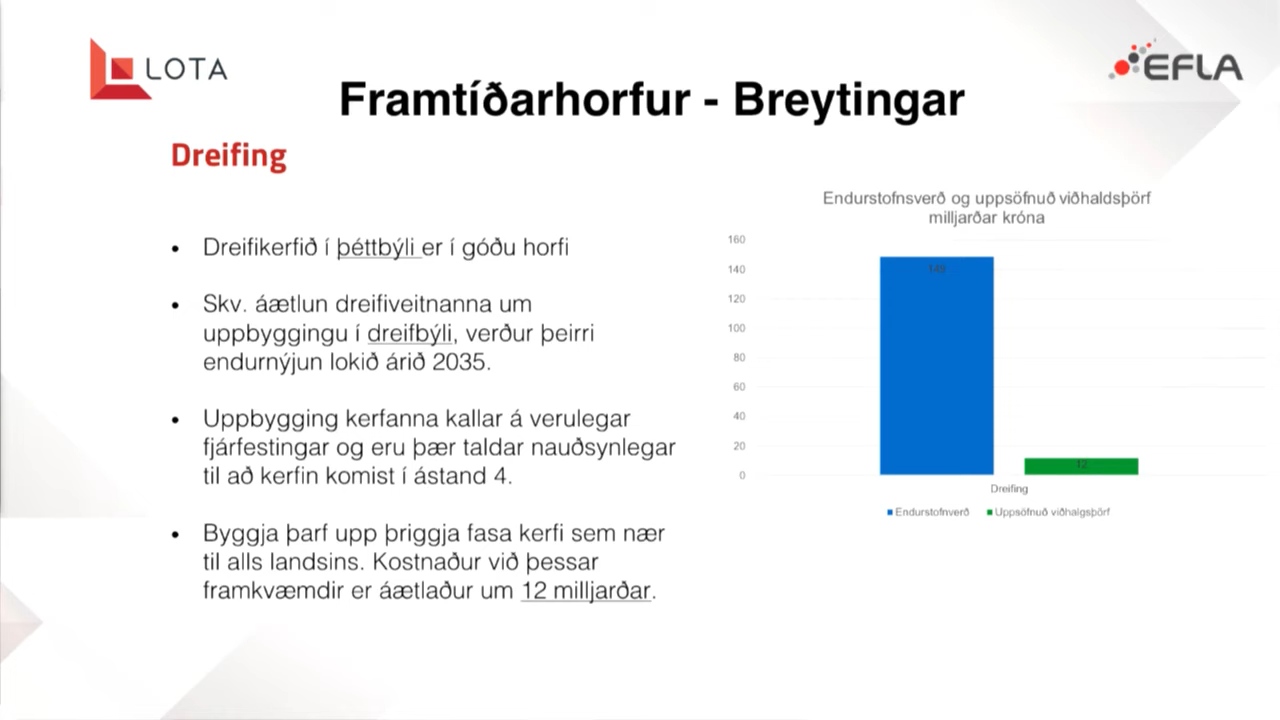 LOTA
EFLA
Framtíðarhorfur - Breytingar
Dreifing
• Dreifikerfið í þéttbýli er í góðu horfi
• Skv. áætlun dreifiveitnanna um
uppbyggingu í dreifbýli, verður þeirri
endurnýjun lokið árið 2035.
• Uppbygging kerfanna kallar á verulegar
fjárfestingar og eru þær taldar nauðsynlegar
til að kerfin komist í ástand 4.
• Byggja þarf upp þriggja fasa kerfi sem nær
til alls landsins. Kostnaður við þessar
framkvæmdir er áætlaður um 12 milljarðar.
Endurstofnsverð og uppsöfnuð viðhaldsþörf
milljarðar króna
160
140
120
100
80
60
40
20
0
12
Dreifing
Endurstofnverð
Uppsöfnuð viðhalgsþörf